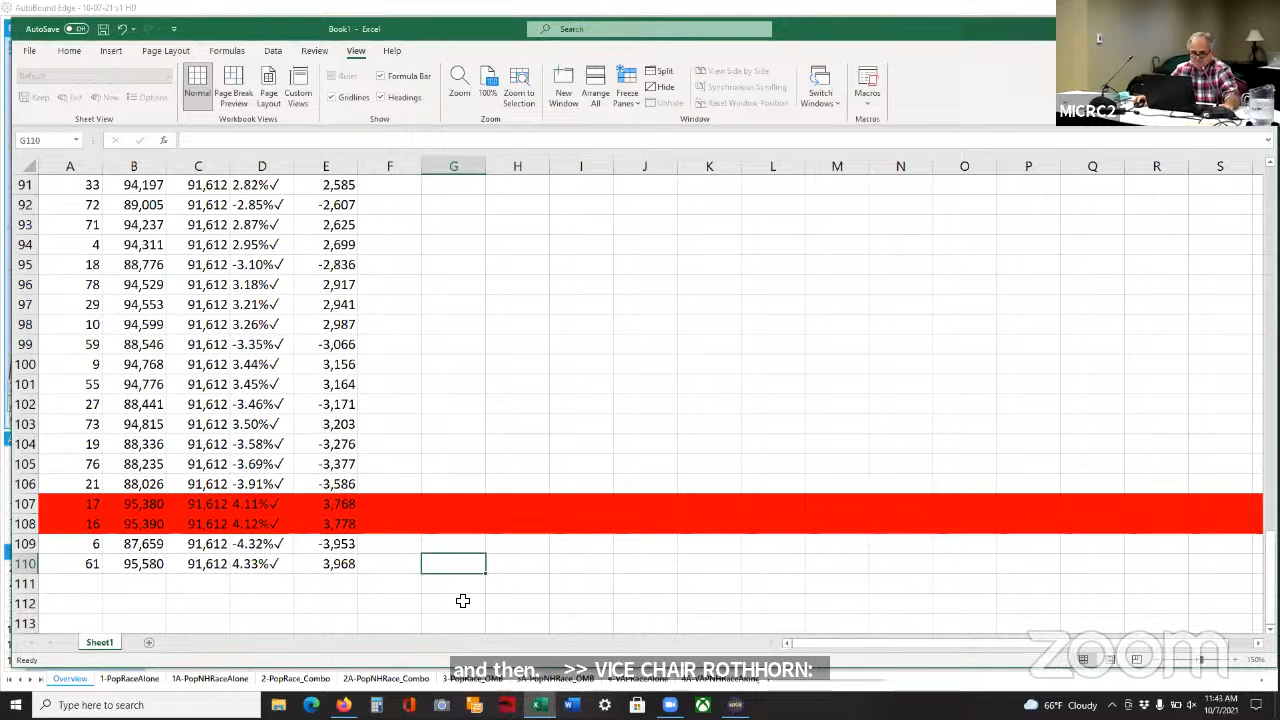 AutoBound Edge - 10-07-21 v1 HD
AutoSave Off Book1 - Excel Search
File Home Insert Page Layout Formulas Data Review View Help
Default
Keep Exit New Options
Sheet View
Normal Page Break Preview Page Layout Custom Views
Workbook Views
Ruler Formula Bar
Gridlines Headings
Show
Zoom 100% Zoom to Selection
Zoom
New Window Arrange All Freeze Panes Split Hide Unhide View Side by Side Synchronous Scrolling Reset Window Position Switch Windows
Window
Macros
Macros
MICRC2
G110 fx
A B C D E F G H I J K L M N O P Q R S
91 33 94,197 91,612 2.82%✓ 2,585
92 72 89,005 91,612 -2.85%✓ -2,607
93 71 94,237 91,612 2.87%✓ 2,625
94 4 94,311 91,612 2.95%✓ 2,699
95 18 88,776 91,612 -3.10%✓ -2,836
96 78 94,529 91,612 3.18%✓ 2,917
97 29 94,553 91,612 3.21%✓ 2,941
98 10 94,599 91,612 3.26%✓ 2,987
99 59 88,546 91,612 -3.35%✓ -3,066
100 9 94,768 91,612 3.44%✓ 3,156
101 55 94,776 91,612 3.45%✓ 3,164
102 27 88,441 91,612 -3.46%✓ -3,171
103 73 94,815 91,612 3.50%✓ 3,203
104 19 88,336 91,612 -3.58%✓ -3,276
105 76 88,235 91,612 -3.69%✓ -3,377
106 21 88,026 91,612 -3.91%✓ -3,586
107 17 95,380 91,612 4.11%✓ 3,768
108 16 95,390 91,612 4.12%✓ 3,778
109 6 87,659 91,612 -4.32%✓ -3,953
110 61 95,580 91,612 4.33%✓ 3,968
111
112
113
Sheet1
Ready 150%
zoom
and then... >> VICE CHAIR ROTHHORN:
Overview 1-PopRaceAlone 1A-PopNHRaceAlone 2-PopRace_Combo 2A-PopNHRace_Combo
Type here to search 66°F Cloudy 11:43 AM
10/7/2021